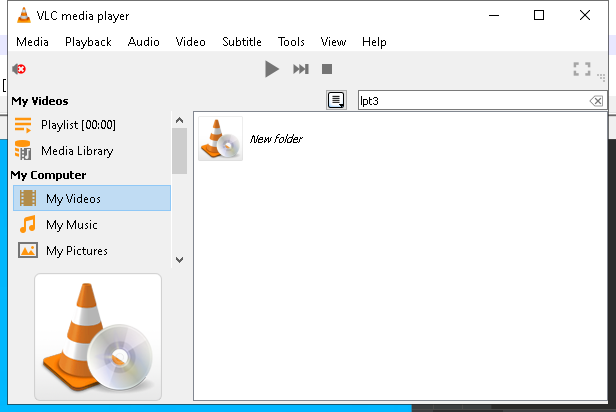 VLC media player
Media Playback Audio Video Subtitle Tools View Help
My Videos
lpt3
Playlist [00:00]
New folder
Media Library
My Computer
My Videos
My Music
My Pictures